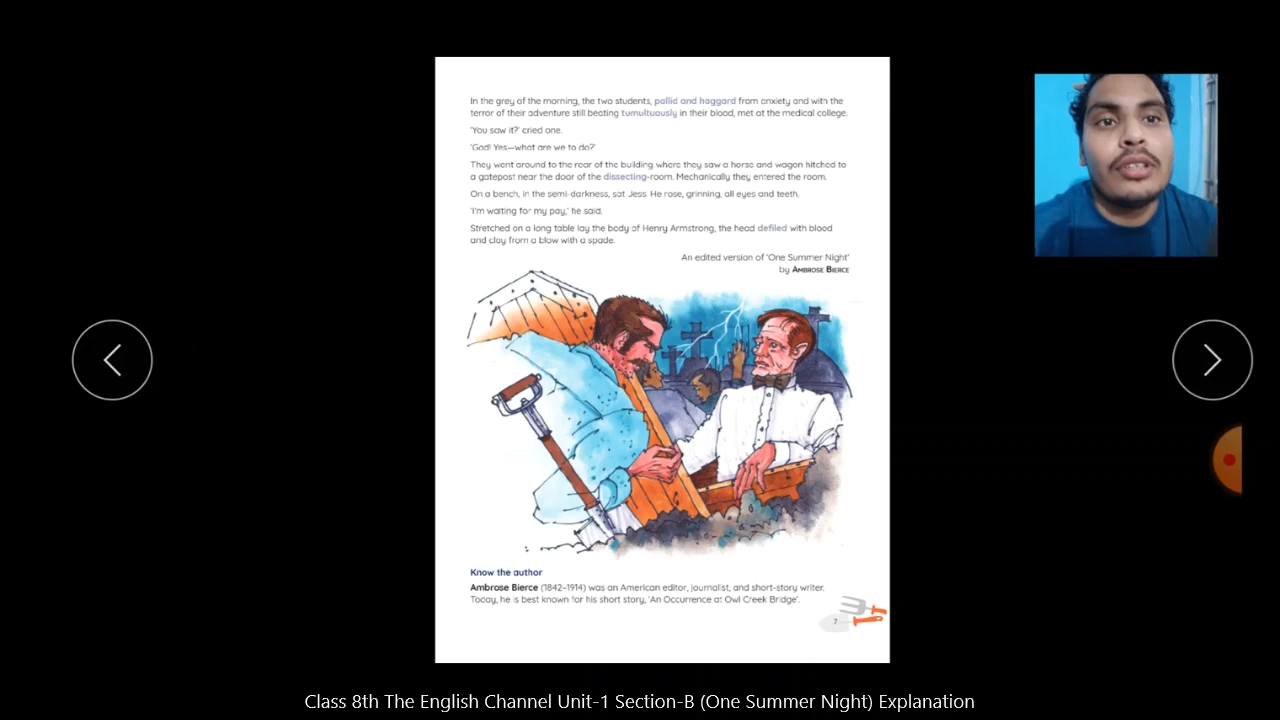 In the grey of the morning, the two students, pallid and haggard from anxiety and with the
terror of their adventure still beating tumultuously in their blood, met at the medical college.
'You saw it?' cried one.
'God! Yes—what are we to do?'
They went around to the rear of the building where they saw a horse and wagon hitched to
a gatepost near the door of the dissecting-room. Mechanically they entered the room.
On a bench, in the semi-darkness, sat Jess. He rose, grinning, all eyes and teeth.
'I'm waiting for my pay,' he said.
Stretched on a long table lay the body of Henry Armstrong, the head defiled with blood
and clay from a blow with a spade.
An edited version of 'One Summer Night'
by AMBROSE BIERCE
Know the author
Ambrose Bierce (1842–1914) was an American editor, journalist, and short-story writer.
Today, he is best known for his short story, 'An Occurrence at Owl Creek Bridge'.
7
Class 8th The English Channel Unit-1 Section-B (One Summer Night) Explanation